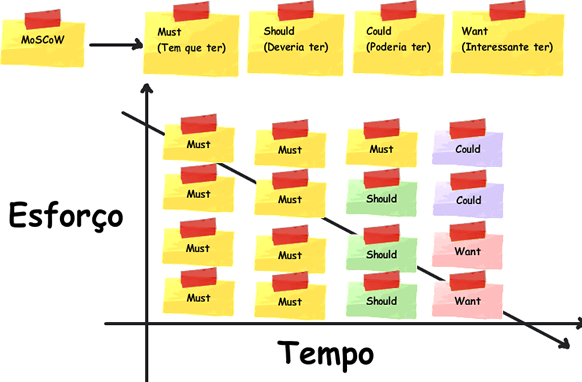 MoSCoW
Must
(Tem que ter)
Should
(Deveria ter)
Could
(Poderia ter)
Want
(Interessante ter)
Must Must Must Could
Must Must Should Could
Must Must Should Want
Must Must Should Want
Esforço
Tempo